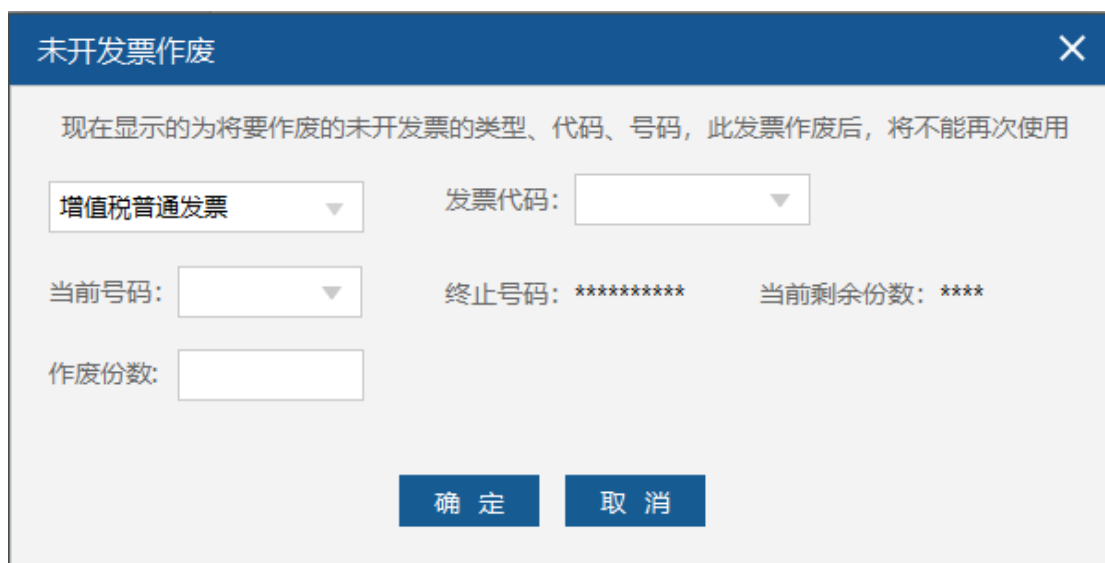 未开发票作废
现在显示的为将要作废的未开发票的类型、代码、号码，此发票作废后，将不能再次使用
增值税普通发票 发票代码：
当前号码： 终止号码：********** 当前剩余份数：****
作废份数:
确 定 取 消